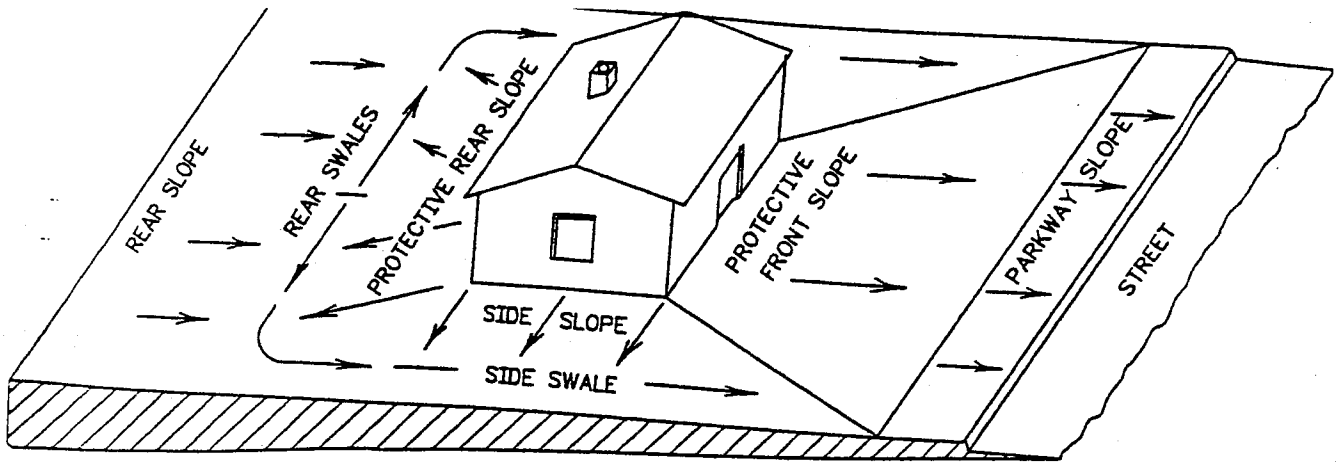 REAR SLOPE
REAR SWALES
PROTECTIVE REAR SLOPE
SIDE SLOPE
SIDE SWALE
PROTECTIVE
FRONT SLOPE
PARKWAY SLOPE
STREET